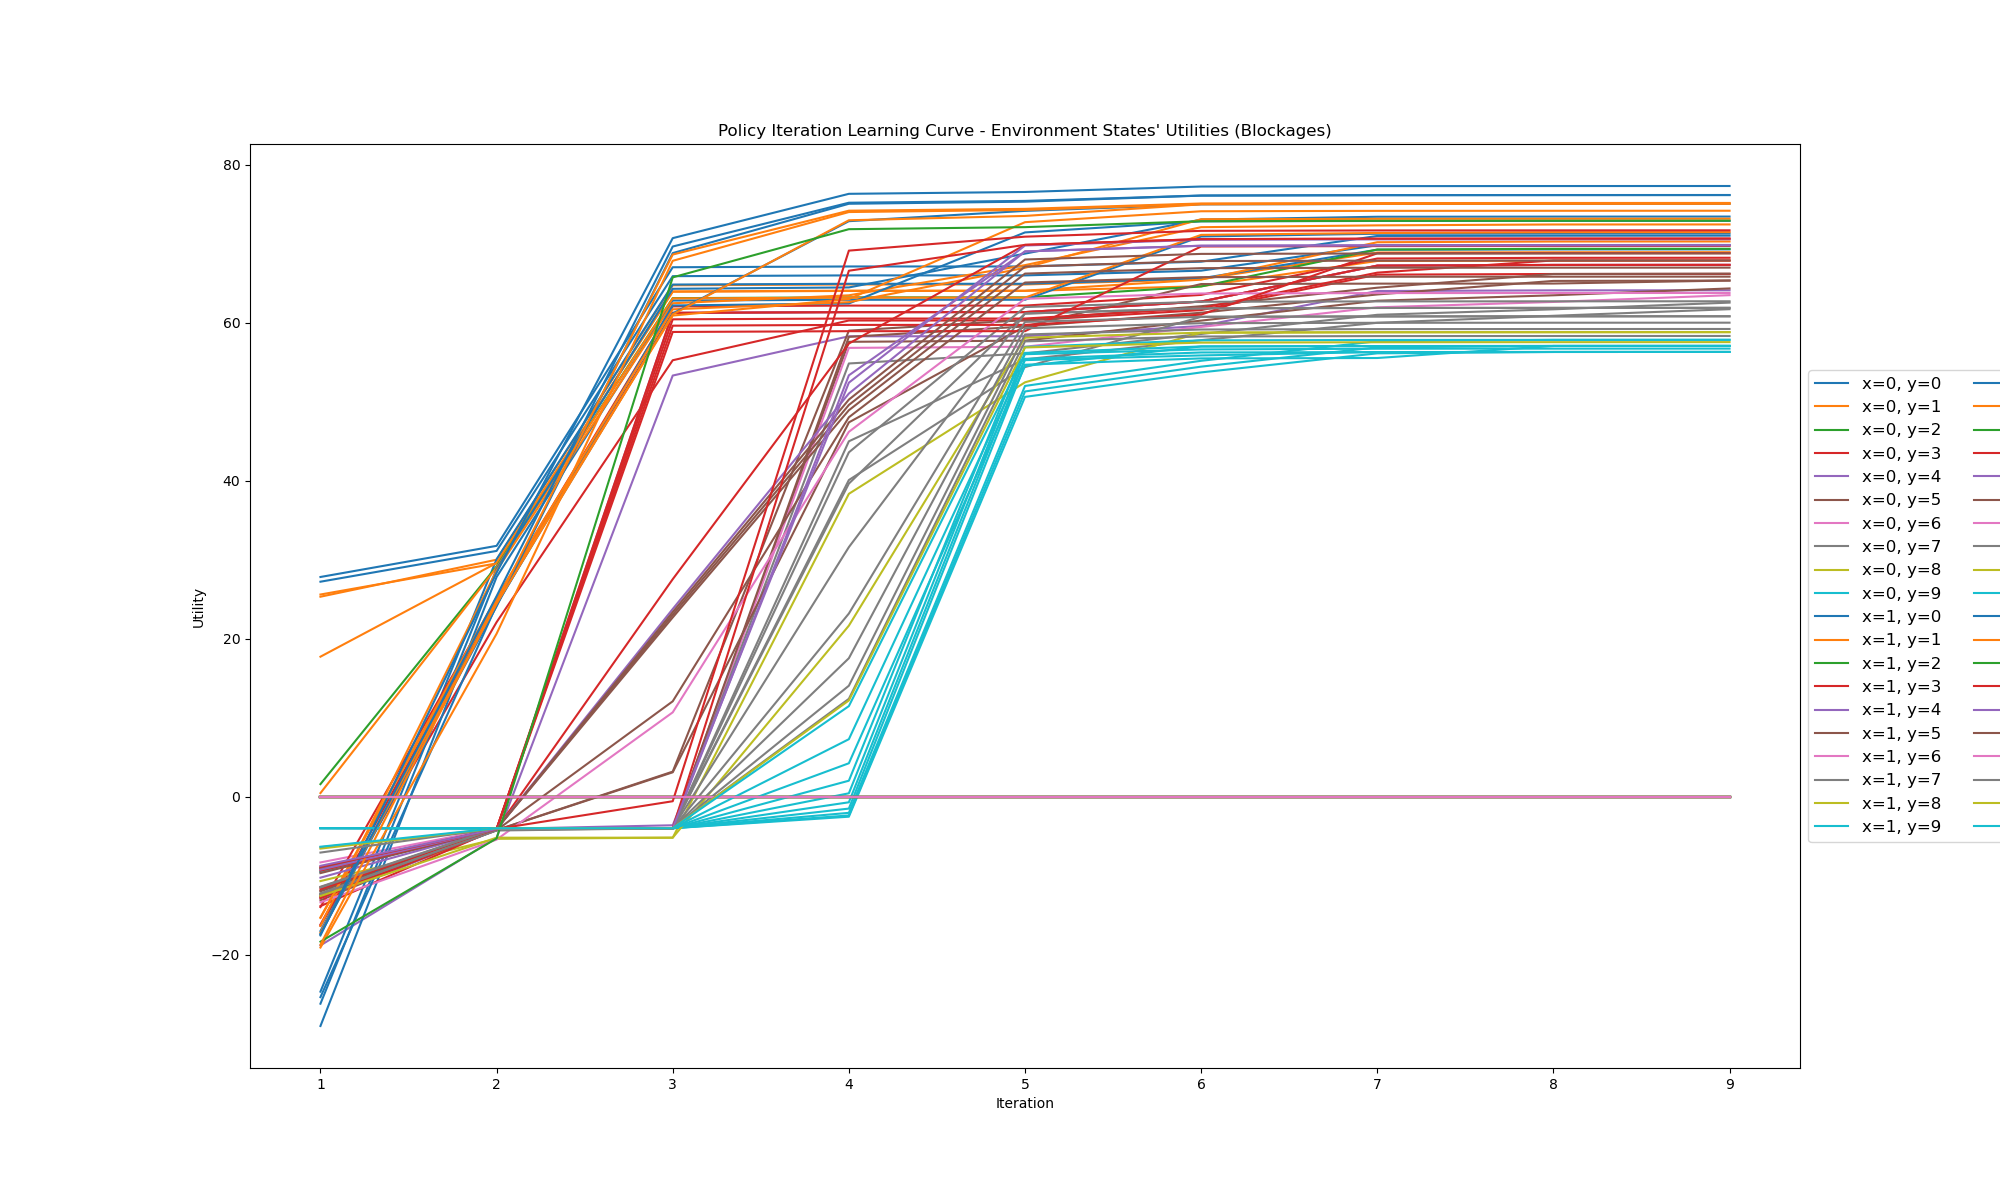 Policy Iteration Learning Curve - Environment States' Utilities (Blockages)
80
60
40
20
0
−20
Utility
1 2 3 4 5 6 7 8 9
Iteration
x=0, y=0
x=0, y=1
x=0, y=2
x=0, y=3
x=0, y=4
x=0, y=5
x=0, y=6
x=0, y=7
x=0, y=8
x=0, y=9
x=1, y=0
x=1, y=1
x=1, y=2
x=1, y=3
x=1, y=4
x=1, y=5
x=1, y=6
x=1, y=7
x=1, y=8
x=1, y=9